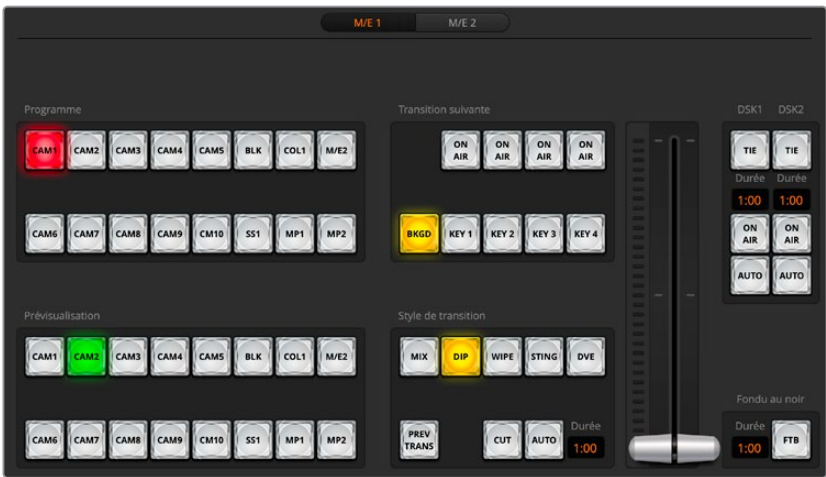 M/E 1 M/E 2
Programme
CAM1 CAM2 CAM3 CAM4 CAM5 BLK COL1 M/E2
CAM6 CAM7 CAM8 CAM9 CM10 SS1 MP1 MP2
Transition suivante
ON AIR ON AIR ON AIR ON AIR
BKGD KEY 1 KEY 2 KEY 3 KEY 4
DSK1 DSK2
TIE TIE
Durée Durée
1:00 1:00
ON AIR ON AIR
AUTO AUTO
Prévisualisation
CAM1 CAM2 CAM3 CAM4 CAM5 BLK COL1 M/E2
CAM6 CAM7 CAM8 CAM9 CM10 SS1 MP1 MP2
Style de transition
MIX DIP WIPE STING DVE
PREV TRANS CUT AUTO Durée 1:00
Fondu au noir
Durée
1:00 FTB